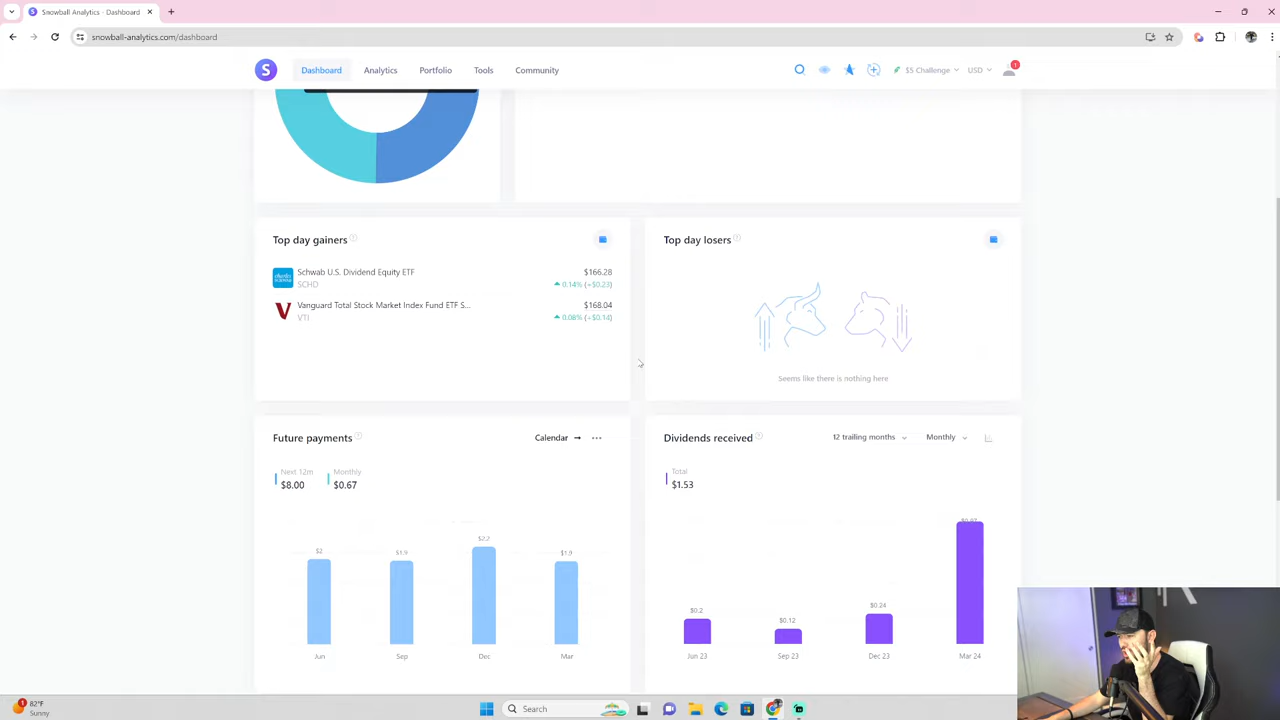 Snowball Analytics - Dashboard
snowball-analytics.com/dashboard
S Dashboard Analytics Portfolio Tools Community $5 Challenge USD 1
Top day gainers
Schwab U.S. Dividend Equity ETF $166.28
SCHD 0.14% (+$0.23)
V Vanguard Total Stock Market Index Fund ETF S... $168.04
VTI 0.08% (+$0.14)
Top day losers
Seems like there is nothing here
Future payments Calendar →
Next 12m Monthly
$8.00 $0.67
$2 $1.9 $2.2 $1.9
Jun Sep Dec Mar
Dividends received 12 trailing months Monthly
Total
$1.53
$0.2 $0.12 $0.24 $0.97
Jun 23 Sep 23 Dec 23 Mar 24
82°F
Sunny
Search